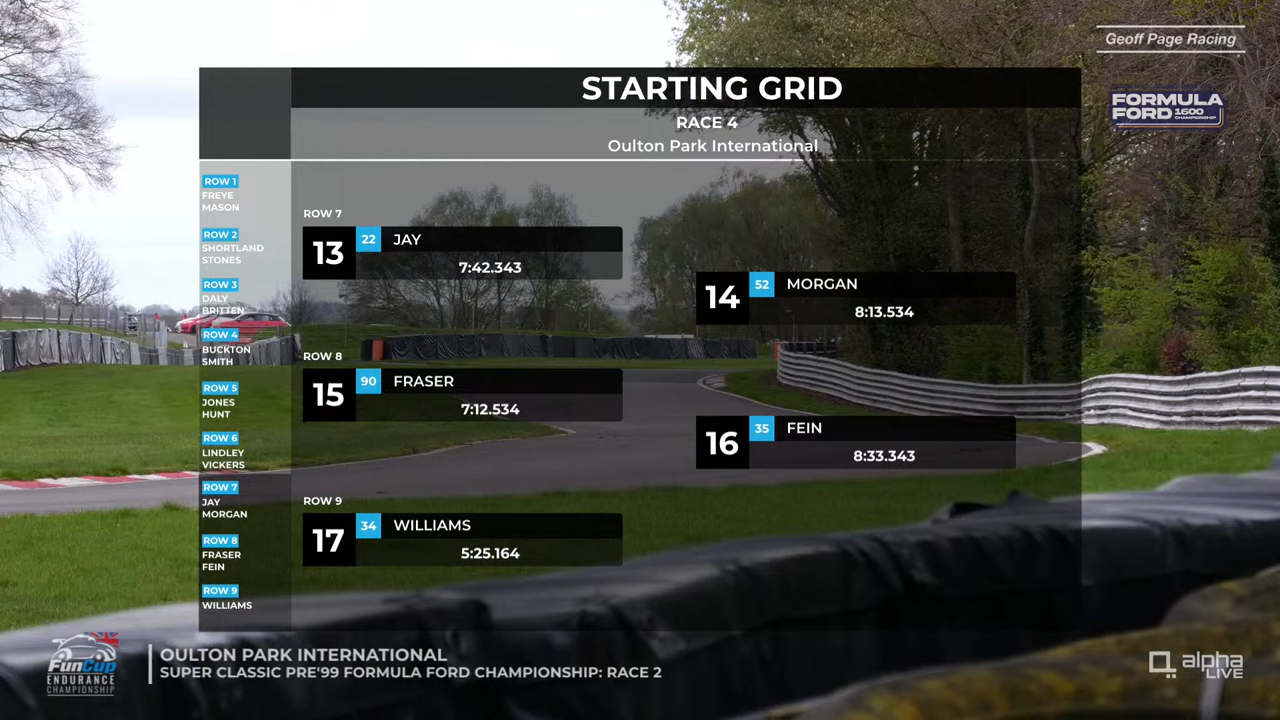 Geoff Page Racing
FORMULA
FORD 1600
CHAMPIONSHIP
STARTING GRID
RACE 4
Oulton Park International
ROW 1
FREYE
MASON
ROW 2
SHORTLAND
STONES
ROW 3
DALY
BRITTEN
ROW 4
BUCKTON
SMITH
ROW 5
JONES
HUNT
ROW 6
LINDLEY
VICKERS
ROW 7
JAY
MORGAN
ROW 8
FRASER
FEIN
ROW 9
WILLIAMS
ROW 7
13 22 JAY
7:42.343
14 52 MORGAN
8:13.534
ROW 8
15 90 FRASER
7:12.534
16 35 FEIN
8:33.343
ROW 9
17 34 WILLIAMS
5:25.164
FunCup
ENDURANCE
CHAMPIONSHIP
OULTON PARK INTERNATIONAL
SUPER CLASSIC PRE'99 FORMULA FORD CHAMPIONSHIP: RACE 2
alpha
LIVE